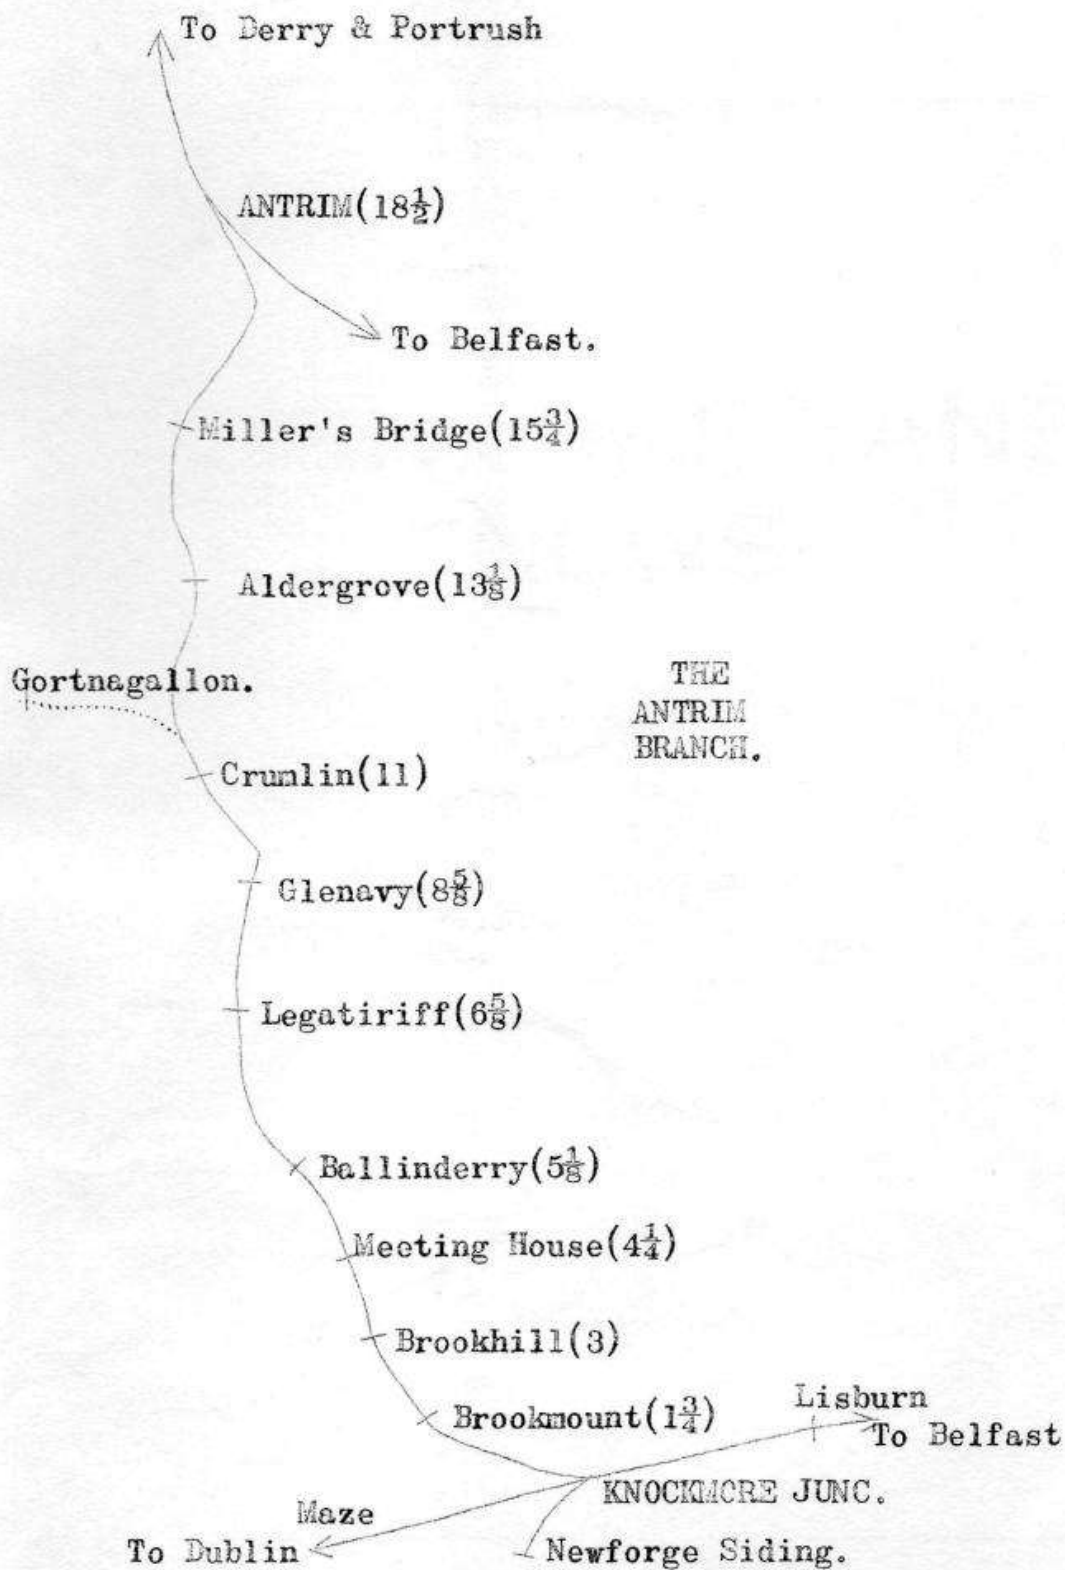 To Derry & Portrush
ANTRIM(18½)
To Belfast.
Miller's Bridge(15¾)
Aldergrove(13⅛)
Gortnagallon.
THE
ANTRIM
BRANCH.
Crumlin(11)
Glenavy(8⅝)
Legatiriff(6⅝)
Ballinderry(5⅛)
Meeting House(4¼)
Brookhill(3)
Brookmount(1¾)
Lisburn
To Belfast
KNOCKMORE JUNC.
Maze
To Dublin
Newforge Siding.